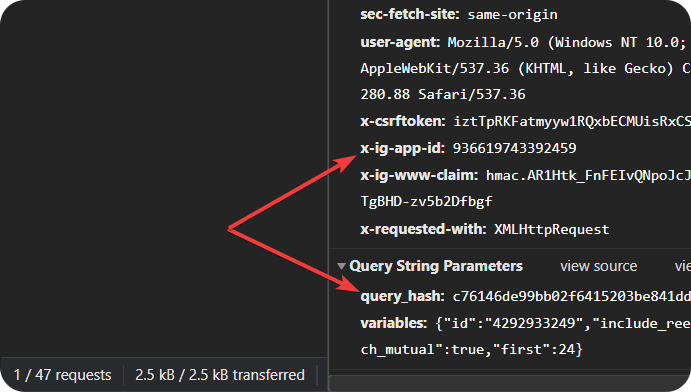 sec-fetch-site: same-origin
user-agent: Mozilla/5.0 (Windows NT 10.0;
AppleWebKit/537.36 (KHTML, like Gecko) C
280.88 Safari/537.36
x-csrftoken: iztTpRKFatmyyw1RQxbECMUisRxCS
x-ig-app-id: 936619743392459
x-ig-www-claim: hmac.AR1Htk_FnFEIvQNpoJcJ
TgBHD-zv5b2Dfbgf
x-requested-with: XMLHttpRequest
Query String Parameters view source vie
query_hash: c76146de99bb02f6415203be841dd
variables: {"id":"4292933249","include_ree
ch_mutual":true,"first":24}
1 / 47 requests 2.5 kB / 2.5 kB transferred